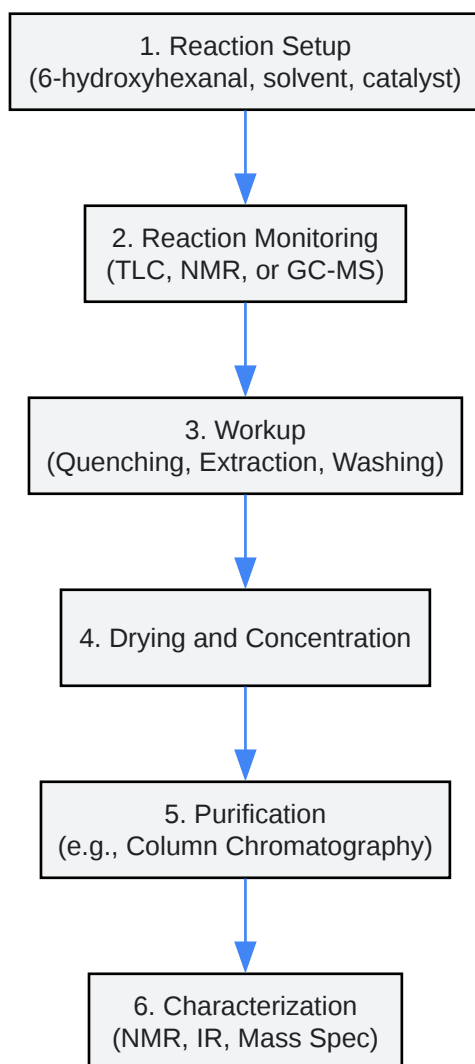 1. Reaction Setup
(6-hydroxyhexanal, solvent, catalyst)
2. Reaction Monitoring
(TLC, NMR, or GC-MS)
3. Workup
(Quenching, Extraction, Washing)
4. Drying and Concentration
5. Purification
(e.g., Column Chromatography)
6. Characterization
(NMR, IR, Mass Spec)